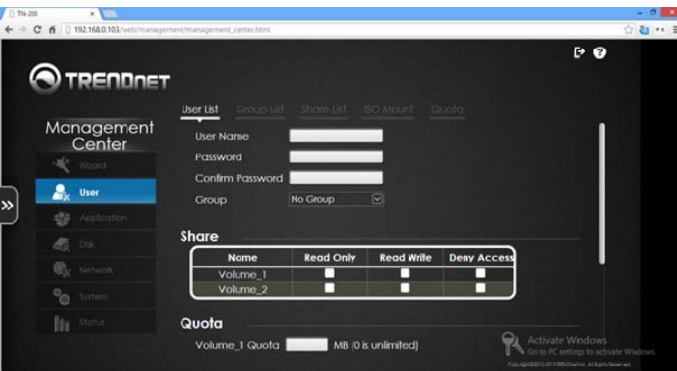 TN-200
192.168.0.103/web/management/management_center.html
TRENDNET
User List Group List Share List ISO Mount Quota
Management
Center
Wizard
User
Application
Disk
Network
System
Status
User Name
Password
Confirm Password
Group No Group
Share
Name Read Only Read Write Deny Access
Volume_1
Volume_2
Quota
Volume_1 Quota MB (0 is unlimited)
Activate Windows
Go to PC settings to activate Windows.